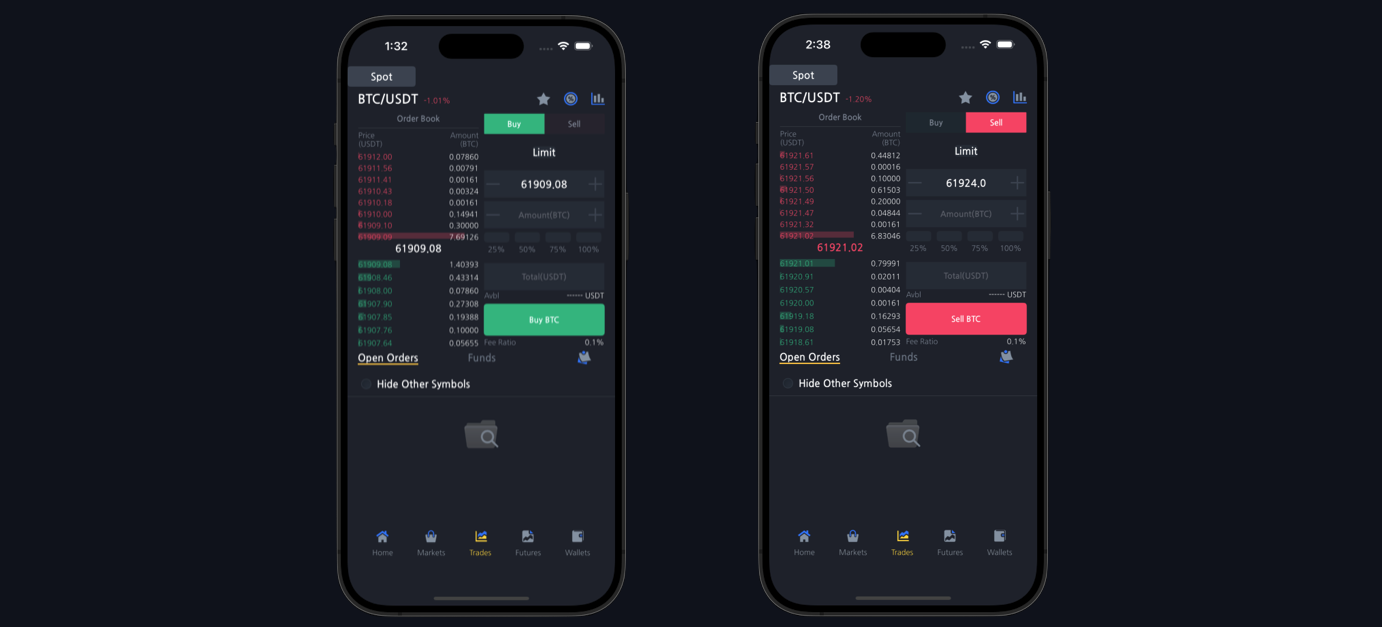 1:32
Spot
BTC/USDT -1.01%
Order Book
Buy Sell
Price (USDT) Amount (BTC)
Limit
61912.00 0.07860
61911.56 0.00791
61911.41 0.00161
61910.43 0.00324
61910.18 0.00161
61910.00 0.14941
61909.10 0.30000
61909.09 7.69126
61909.08
61909.08 1.40393
61908.46 0.43314
61908.00 0.07860
61907.90 0.27308
61907.85 0.19388
61907.76 0.10000
61907.64 0.05655
61909.08
Amount(BTC)
25% 50% 75% 100%
Total(USDT)
Avbl ------ USDT
Buy BTC
Fee Ratio 0.1%
Open Orders Funds
Hide Other Symbols
Home Markets Trades Futures Wallets
2:38
Spot
BTC/USDT -1.20%
Order Book
Buy Sell
Price (USDT) Amount (BTC)
Limit
61921.61 0.44812
61921.57 0.00016
61921.56 0.10000
61921.50 0.61503
61921.49 0.20000
61921.47 0.04844
61921.32 0.00161
61921.02 6.83046
61921.02
61921.01 0.79991
61920.91 0.02011
61920.57 0.00404
61920.00 0.00161
61919.18 0.16293
61919.08 0.05654
61918.61 0.01753
61924.0
Amount(BTC)
25% 50% 75% 100%
Total(USDT)
Avbl ------ USDT
Sell BTC
Fee Ratio 0.1%
Open Orders Funds
Hide Other Symbols
Home Markets Trades Futures Wallets